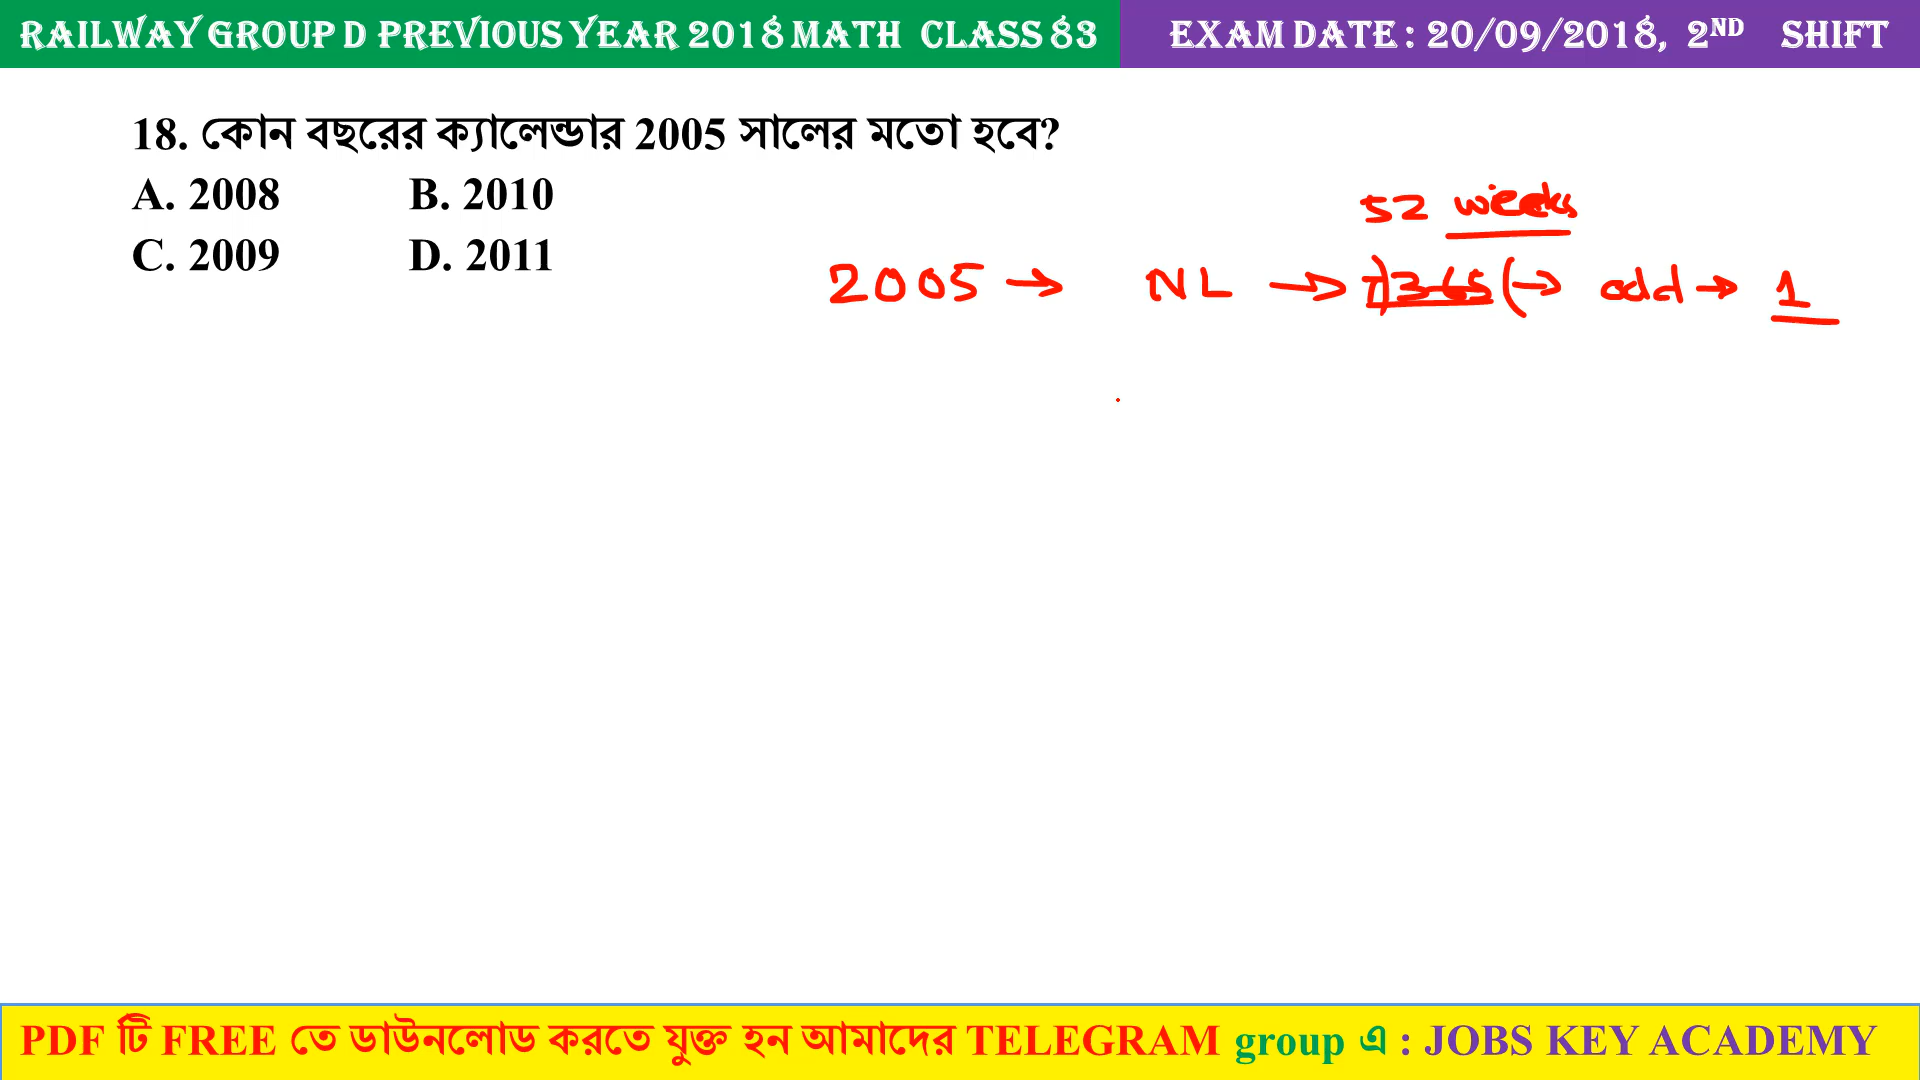 RAILWAY GROUP D PREVIOUS YEAR 2018 MATH CLASS 83 EXAM DATE : 20/09/2018, 2ND SHIFT
18. কোন বছরের ক্যালেন্ডার 2005 সালের মতো হবে?
A. 2008 B. 2010
C. 2009 D. 2011
52 weeks
2005 → NL → 7)365( → odd → 1
PDF টি FREE তে ডাউনলোড করতে যুক্ত হন আমাদের TELEGRAM group এ : JOBS KEY ACADEMY